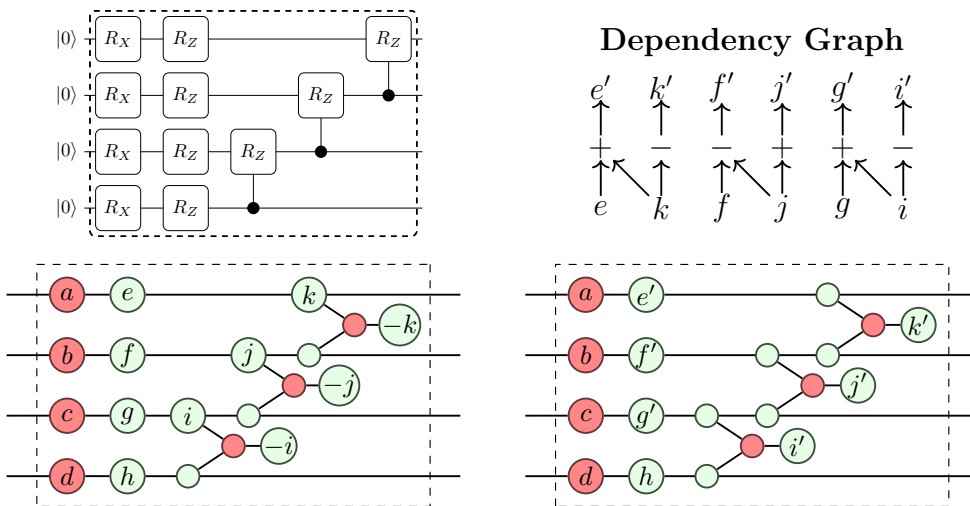 |0⟩ R_X R_Z R_Z
|0⟩ R_X R_Z R_Z
|0⟩ R_X R_Z R_Z
|0⟩ R_X R_Z
Dependency Graph
e′ k′ f′ j′ g′ i′
+ − − + + −
e k f j g i
a e k
−k
b f j
−j
c g i
−i
d h
a e′
k′
b f′
j′
c g′
i′
d h